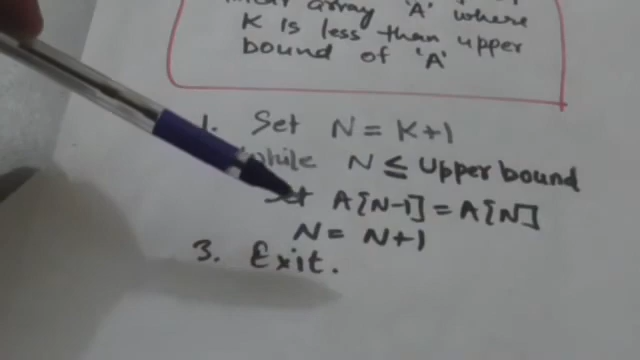 array 'A' where
K is less than upper
bound of 'A'
1. Set N = K+1
While N ≤ Upper bound
Set A[N-1] = A[N]
N = N+1
3. Exit.